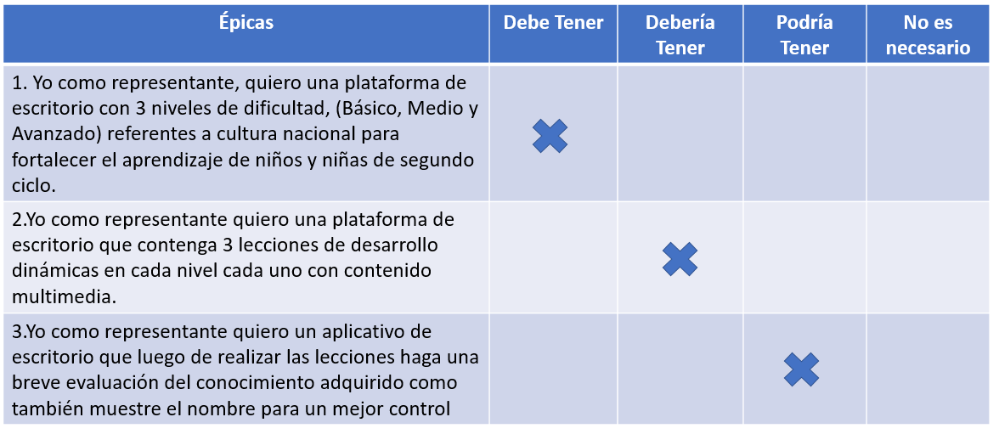 Épicas
Debe Tener
Debería
Tener
Podría
Tener
No es
necesario
1. Yo como representante, quiero una plataforma de
escritorio con 3 niveles de dificultad, (Básico, Medio y
Avanzado) referentes a cultura nacional para
fortalecer el aprendizaje de niños y niñas de segundo
ciclo.
2.Yo como representante quiero una plataforma de
escritorio que contenga 3 lecciones de desarrollo
dinámicas en cada nivel cada uno con contenido
multimedia.
3.Yo como representante quiero un aplicativo de
escritorio que luego de realizar las lecciones haga una
breve evaluación del conocimiento adquirido como
también muestre el nombre para un mejor control